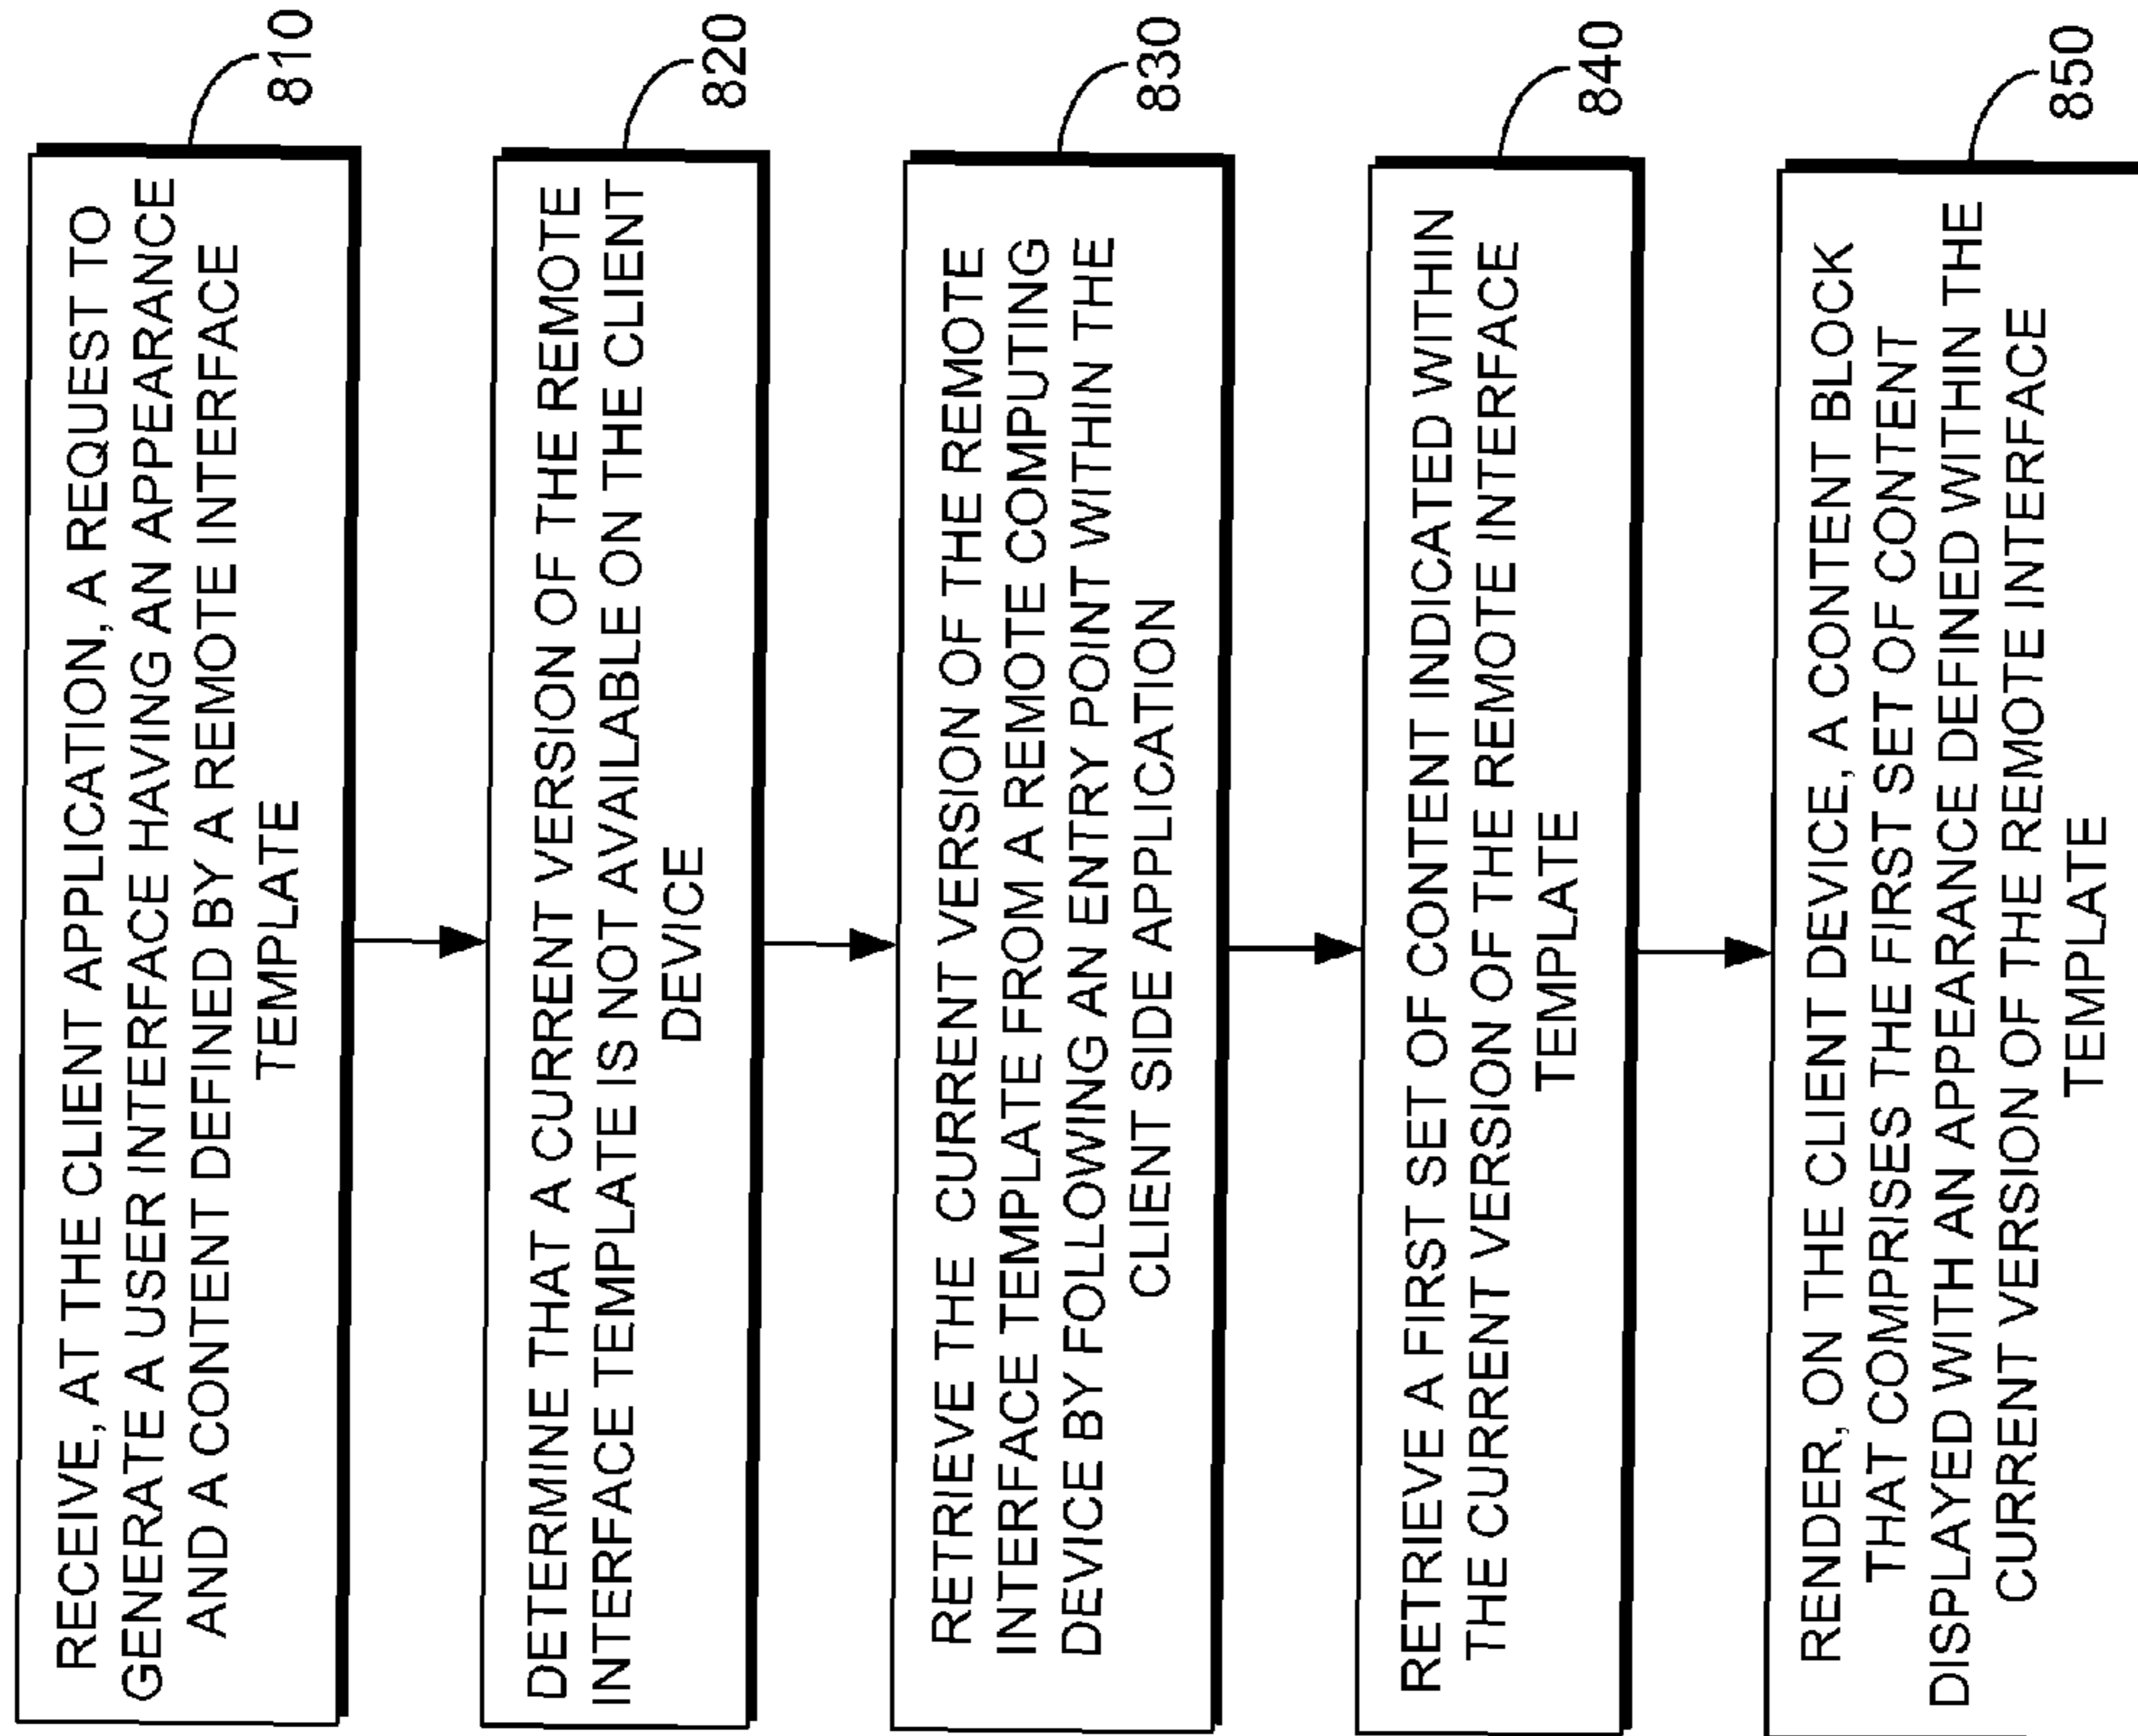 RECEIVE, AT THE CLIENT APPLICATION, A REQUEST TO
GENERATE A USER INTERFACE HAVING AN APPEARANCE
AND A CONTENT DEFINED BY A REMOTE INTERFACE
TEMPLATE
810
DETERMINE THAT A CURRENT VERSION OF THE REMOTE
INTERFACE TEMPLATE IS NOT AVAILABLE ON THE CLIENT
DEVICE
820
RETRIEVE THE CURRENT VERSION OF THE REMOTE
INTERFACE TEMPLATE FROM A REMOTE COMPUTING
DEVICE BY FOLLOWING AN ENTRY POINT WITHIN THE
CLIENT SIDE APPLICATION
830
RETRIEVE A FIRST SET OF CONTENT INDICATED WITHIN
THE CURRENT VERSION OF THE REMOTE INTERFACE
TEMPLATE
840
RENDER, ON THE CLIENT DEVICE, A CONTENT BLOCK
THAT COMPRISES THE FIRST SET OF CONTENT
DISPLAYED WITH AN APPEARANCE DEFINED WITHIN THE
CURRENT VERSION OF THE REMOTE INTERFACE
TEMPLATE
850